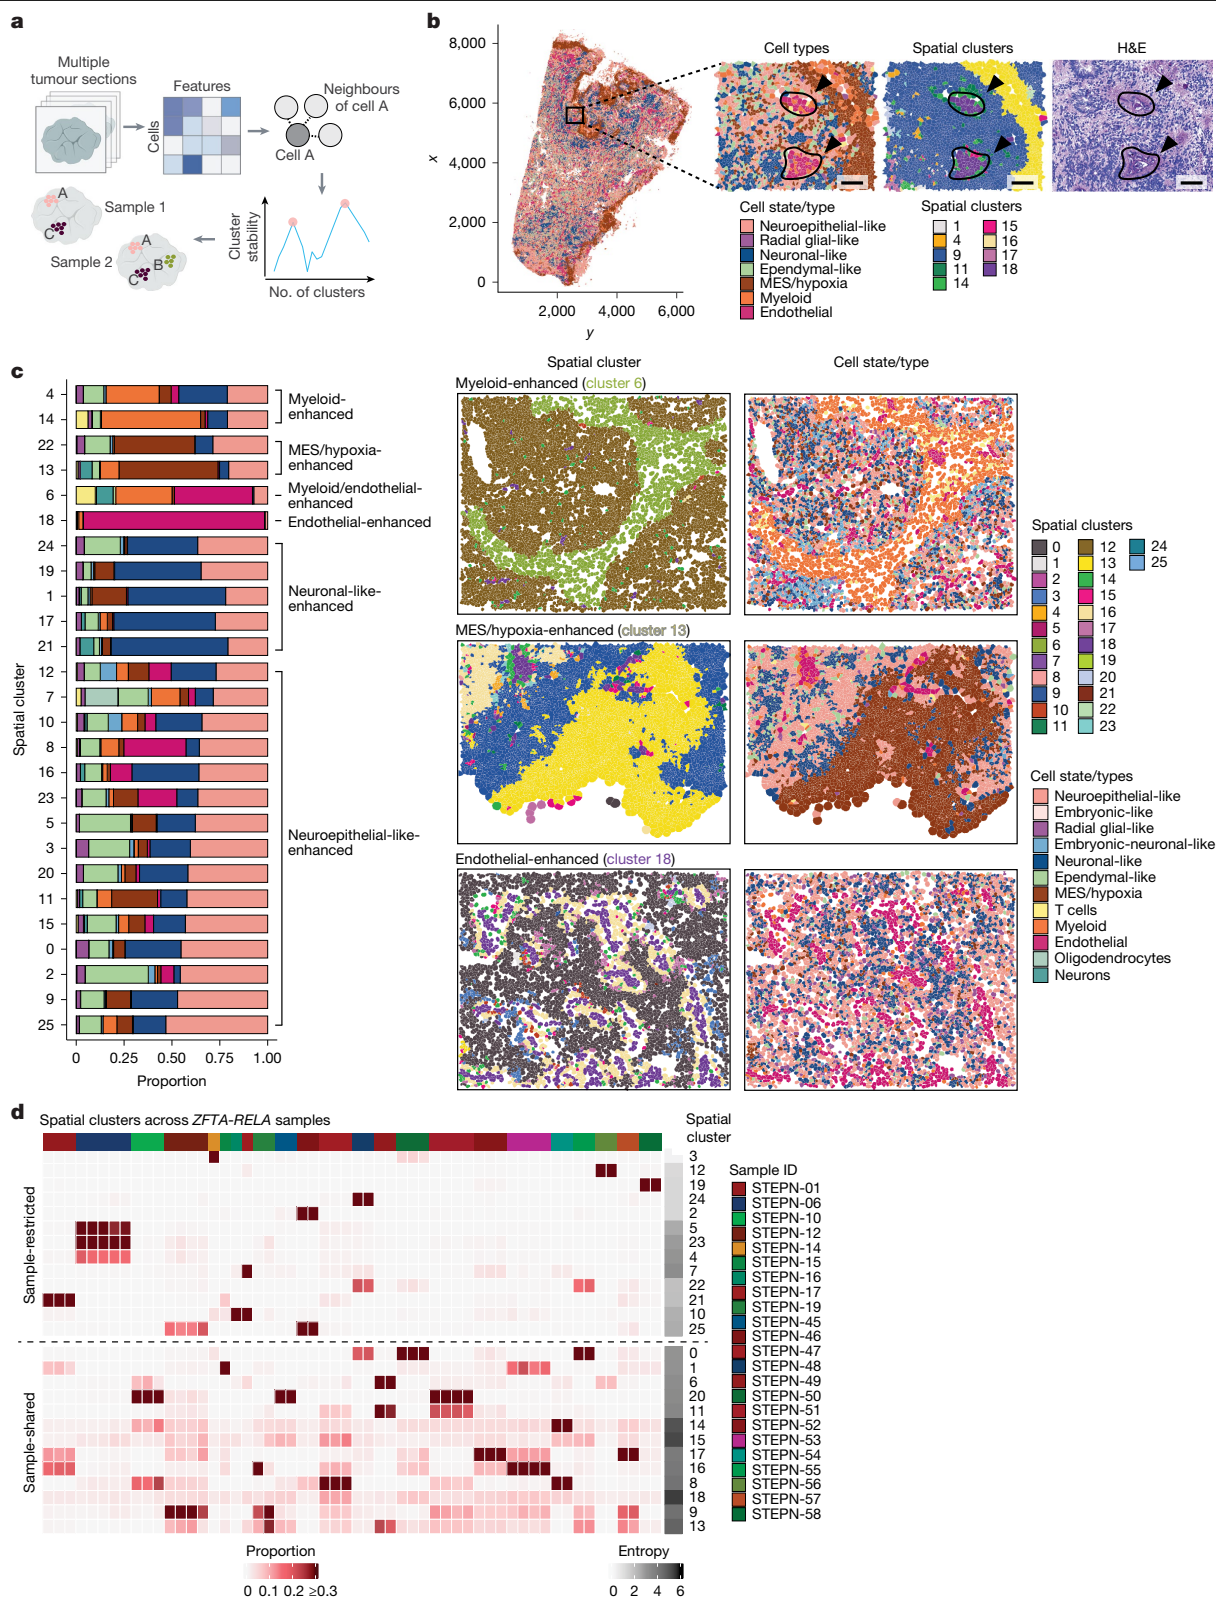 a
Multiple
tumour sections
Features
Cells
Neighbours
of cell A
Cell A
A
C
Sample 1
Sample 2
A
B
C
Cluster
stability
No. of clusters
b
8,000
6,000
4,000
2,000
0
x
2,000
4,000
6,000
y
Cell types
Spatial clusters
H&E
Cell state/type
Neuroepithelial-like
Radial glial-like
Neuronal-like
Ependymal-like
MES/hypoxia
Myeloid
Endothelial
Spatial clusters
1
4
9
11
14
15
16
17
18
c
Spatial cluster
4
14
22
13
6
18
24
19
1
17
21
12
7
10
8
16
23
5
3
20
11
15
0
2
9
25
0
0.25
0.50
0.75
1.00
Proportion
Myeloid-
enhanced
MES/hypoxia-
enhanced
Myeloid/endothelial-
enhanced
Endothelial-enhanced
Neuronal-like-
enhanced
Neuroepithelial-like-
enhanced
Spatial cluster
Cell state/type
Myeloid-enhanced (cluster 6)
MES/hypoxia-enhanced (cluster 13)
Endothelial-enhanced (cluster 18)
Spatial clusters
0
1
2
3
4
5
6
7
8
9
10
11
12
13
14
15
16
17
18
19
20
21
22
23
24
25
Cell state/types
Neuroepithelial-like
Embryonic-like
Radial glial-like
Embryonic-neuronal-like
Neuronal-like
Ependymal-like
MES/hypoxia
T cells
Myeloid
Endothelial
Oligodendrocytes
Neurons
d
Spatial clusters across ZFTA-RELA samples
Spatial
cluster
Sample-restricted
3
12
19
24
2
5
23
4
7
22
21
10
25
Sample-shared
0
1
6
20
11
14
15
17
16
8
18
9
13
Sample ID
STEPN-01
STEPN-06
STEPN-10
STEPN-12
STEPN-14
STEPN-15
STEPN-16
STEPN-17
STEPN-19
STEPN-45
STEPN-46
STEPN-47
STEPN-48
STEPN-49
STEPN-50
STEPN-51
STEPN-52
STEPN-53
STEPN-54
STEPN-55
STEPN-56
STEPN-57
STEPN-58
Proportion
0 0.1 0.2 ≥0.3
Entropy
0 2 4 6